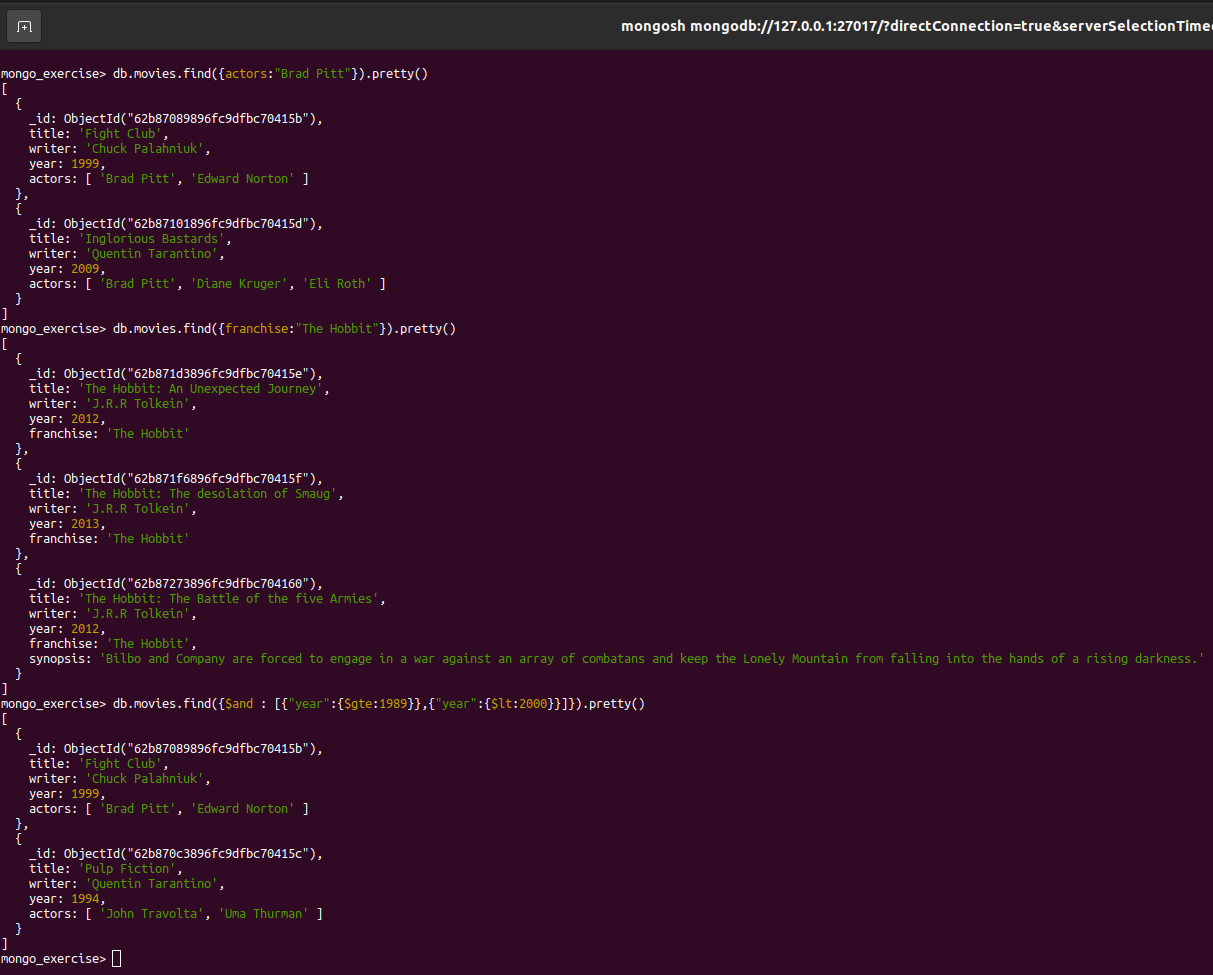 mongosh mongodb://127.0.0.1:27017/?directConnection=true&serverSelectionTimeo
mongo_exercise> db.movies.find({actors:"Brad Pitt"}).pretty()
[
  {
    _id: ObjectId("62b87089896fc9dfbc70415b"),
    title: 'Fight Club',
    writer: 'Chuck Palahniuk',
    year: 1999,
    actors: [ 'Brad Pitt', 'Edward Norton' ]
  },
  {
    _id: ObjectId("62b87101896fc9dfbc70415d"),
    title: 'Inglorious Bastards',
    writer: 'Quentin Tarantino',
    year: 2009,
    actors: [ 'Brad Pitt', 'Diane Kruger', 'Eli Roth' ]
  }
]
mongo_exercise> db.movies.find({franchise:"The Hobbit"}).pretty()
[
  {
    _id: ObjectId("62b871d3896fc9dfbc70415e"),
    title: 'The Hobbit: An Unexpected Journey',
    writer: 'J.R.R Tolkein',
    year: 2012,
    franchise: 'The Hobbit'
  },
  {
    _id: ObjectId("62b871f6896fc9dfbc70415f"),
    title: 'The Hobbit: The desolation of Smaug',
    writer: 'J.R.R Tolkein',
    year: 2013,
    franchise: 'The Hobbit'
  },
  {
    _id: ObjectId("62b87273896fc9dfbc704160"),
    title: 'The Hobbit: The Battle of the five Armies',
    writer: 'J.R.R Tolkein',
    year: 2012,
    franchise: 'The Hobbit',
    synopsis: 'Bilbo and Company are forced to engage in a war against an array of combatans and keep the Lonely Mountain from falling into the hands of a rising darkness.'
  }
]
mongo_exercise> db.movies.find({$and : [{"year":{$gte:1989}},{"year":{$lt:2000}}]}).pretty()
[
  {
    _id: ObjectId("62b87089896fc9dfbc70415b"),
    title: 'Fight Club',
    writer: 'Chuck Palahniuk',
    year: 1999,
    actors: [ 'Brad Pitt', 'Edward Norton' ]
  },
  {
    _id: ObjectId("62b870c3896fc9dfbc70415c"),
    title: 'Pulp Fiction',
    writer: 'Quentin Tarantino',
    year: 1994,
    actors: [ 'John Travolta', 'Uma Thurman' ]
  }
]
mongo_exercise>